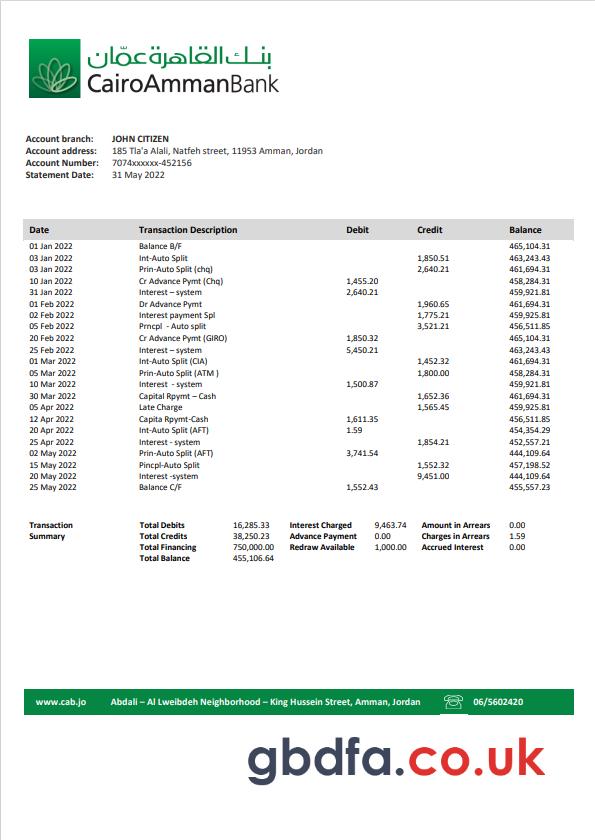 بنك القاهرة عمّان
CairoAmmanBank
Account branch: JOHN CITIZEN
Account address: 185 Tla'a Alali, Natfeh street, 11953 Amman, Jordan
Account Number: 7074xxxxxx-452156
Statement Date: 31 May 2022
Date Transaction Description Debit Credit Balance
01 Jan 2022 Balance B/F 465,104.31
03 Jan 2022 Int-Auto Split 1,850.51 463,243.43
03 Jan 2022 Prin-Auto Split (chq) 2,640.21 461,694.31
10 Jan 2022 Cr Advance Pymt (Chq) 1,455.20 458,284.31
31 Jan 2022 Interest – system 2,640.21 459,921.81
01 Feb 2022 Dr Advance Pymt 1,960.65 461,694.31
02 Feb 2022 Interest payment Spl 1,775.21 459,925.81
05 Feb 2022 Prncpl - Auto split 3,521.21 456,511.85
20 Feb 2022 Cr Advance Pymt (GIRO) 1,850.32 465,104.31
25 Feb 2022 Interest – system 5,450.21 463,243.43
01 Mar 2022 Int-Auto Split (CIA) 1,452.32 461,694.31
05 Mar 2022 Prin-Auto Split (ATM ) 1,800.00 458,284.31
10 Mar 2022 Interest - system 1,500.87 459,921.81
30 Mar 2022 Capital Rpymt – Cash 1,652.36 461,694.31
05 Apr 2022 Late Charge 1,565.45 459,925.81
12 Apr 2022 Capita Rpymt-Cash 1,611.35 456,511.85
20 Apr 2022 Int-Auto Split (AFT) 1.59 454,354.29
25 Apr 2022 Interest - system 1,854.21 452,557.21
02 May 2022 Prin-Auto Split (AFT) 3,741.54 444,109.64
15 May 2022 Pincpl-Auto Split 1,552.32 457,198.52
20 May 2022 Interest -system 9,451.00 444,109.64
25 May 2022 Balance C/F 1,552.43 455,557.23
Transaction Total Debits 16,285.33 Interest Charged 9,463.74 Amount in Arrears 0.00
Summary Total Credits 38,250.23 Advance Payment 0.00 Charges in Arrears 1.59
Total Financing 750,000.00 Redraw Available 1,000.00 Accrued Interest 0.00
Total Balance 455,106.64
www.cab.jo Abdali – Al Lweibdeh Neighborhood – King Hussein Street, Amman, Jordan 06/5602420
gbdfa.co.uk